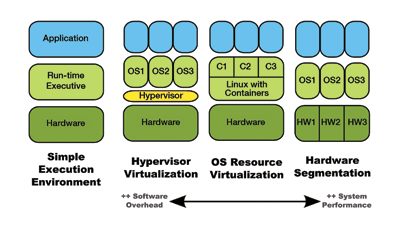 Application
Run-time
Executive
Hardware
Simple
Execution
Environment
OS1 OS2 OS3
Hypervisor
Hardware
Hypervisor
Virtualization
C1 C2 C3
Linux with
Containers
Hardware
OS Resource
Virtualization
OS1 OS2 OS3
HW1 HW2 HW3
Hardware
Segmentation
++ Software
Overhead
++ System
Performance